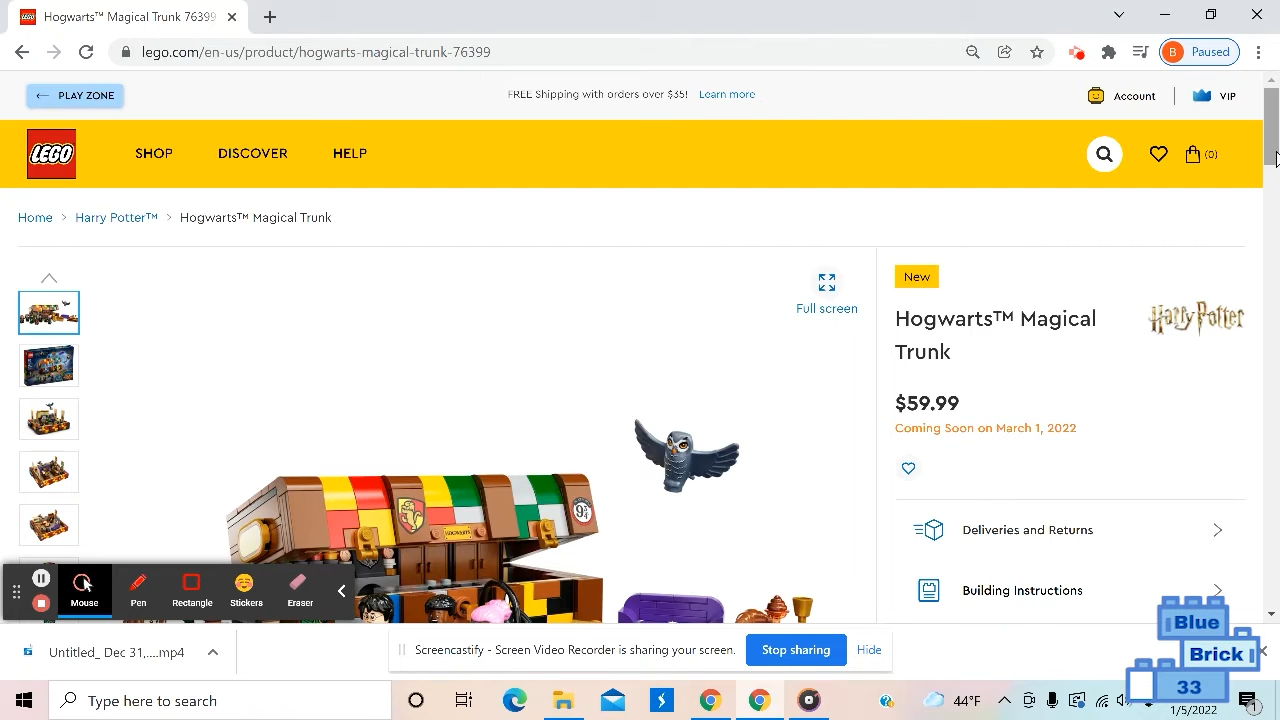 Hogwarts™ Magical Trunk 76399
lego.com/en-us/product/hogwarts-magical-trunk-76399
B Paused
← PLAY ZONE
FREE Shipping with orders over $35! Learn more
Account
VIP
LEGO
SHOP
DISCOVER
HELP
(0)
Home > Harry Potter™ > Hogwarts™ Magical Trunk
Full screen
New
Hogwarts™ Magical
Trunk
Harry Potter
$59.99
Coming Soon on March 1, 2022
9¾
HOGWARTS
Deliveries and Returns
Building Instructions
Mouse
Pen
Rectangle
Stickers
Eraser
Blue
Brick
33
Untitled_ Dec 31,....mp4
Screencastify - Screen Video Recorder is sharing your screen.
Stop sharing
Hide
Type here to search
44°F
1/5/2022